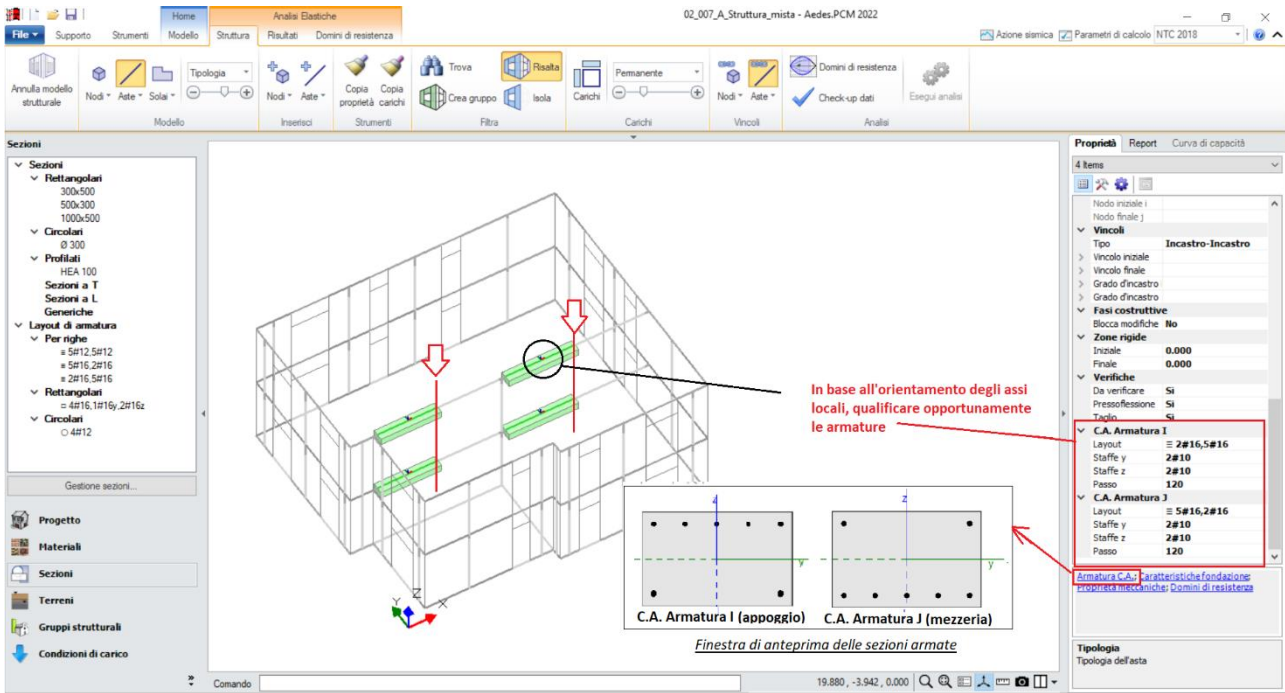 02_007_A_Struttura_mista - Aedes.PCM 2022
Home
Analisi Elastiche
File
Supporto
Strumenti
Modello
Struttura
Risultati
Domini di resistenza
Azione sismica
Parametri di calcolo
NTC 2018
Annulla modello
strutturale
Nodi
Aste
Solai
Tipologia
Modello
Nodi
Aste
Inserisci
Copia
proprietà
Copia
carichi
Strumenti
Trova
Crea gruppo
Risalta
Isola
Filtra
Carichi
Permanente
Carichi
Nodi
Aste
Vincoli
Domini di resistenza
Check-up dati
Esegui analisi
Analisi
Sezioni
Sezioni
Rettangolari
300x500
500x300
1000x500
Circolari
Ø 300
Profilati
HEA 100
Sezioni a T
Sezioni a L
Generiche
Layout di armatura
Per righe
≡ 5#12,5#12
≡ 5#16,2#16
≡ 2#16,5#16
Rettangolari
4#16,1#16y,2#16z
Circolari
4#12
Gestione sezioni...
Progetto
Materiali
Sezioni
Terreni
Gruppi strutturali
Condizioni di carico
In base all'orientamento degli assi
locali, qualificare opportunamente
le armature
z
y
C.A. Armatura I (appoggio)
z
y
C.A. Armatura J (mezzeria)
Finestra di anteprima delle sezioni armate
Y
Z
X
Comando
19.880 , -3.942 , 0.000
Proprietà
Report
Curva di capacità
4 Items
Nodo iniziale i
Nodo finale j
Vincoli
Tipo Incastro-Incastro
Vincolo iniziale
Vincolo finale
Grado d'incastro
Grado d'incastro
Fasi costruttive
Blocca modifiche No
Zone rigide
Iniziale 0.000
Finale 0.000
Verifiche
Da verificare Sì
Pressoflessione Sì
Taglio Sì
C.A. Armatura I
Layout ≡ 2#16,5#16
Staffe y 2#10
Staffe z 2#10
Passo 120
C.A. Armatura J
Layout ≡ 5#16,2#16
Staffe y 2#10
Staffe z 2#10
Passo 120
Armatura C.A.; Caratteristiche fondazione;
Proprietà meccaniche; Domini di resistenza
Tipologia
Tipologia dell'asta